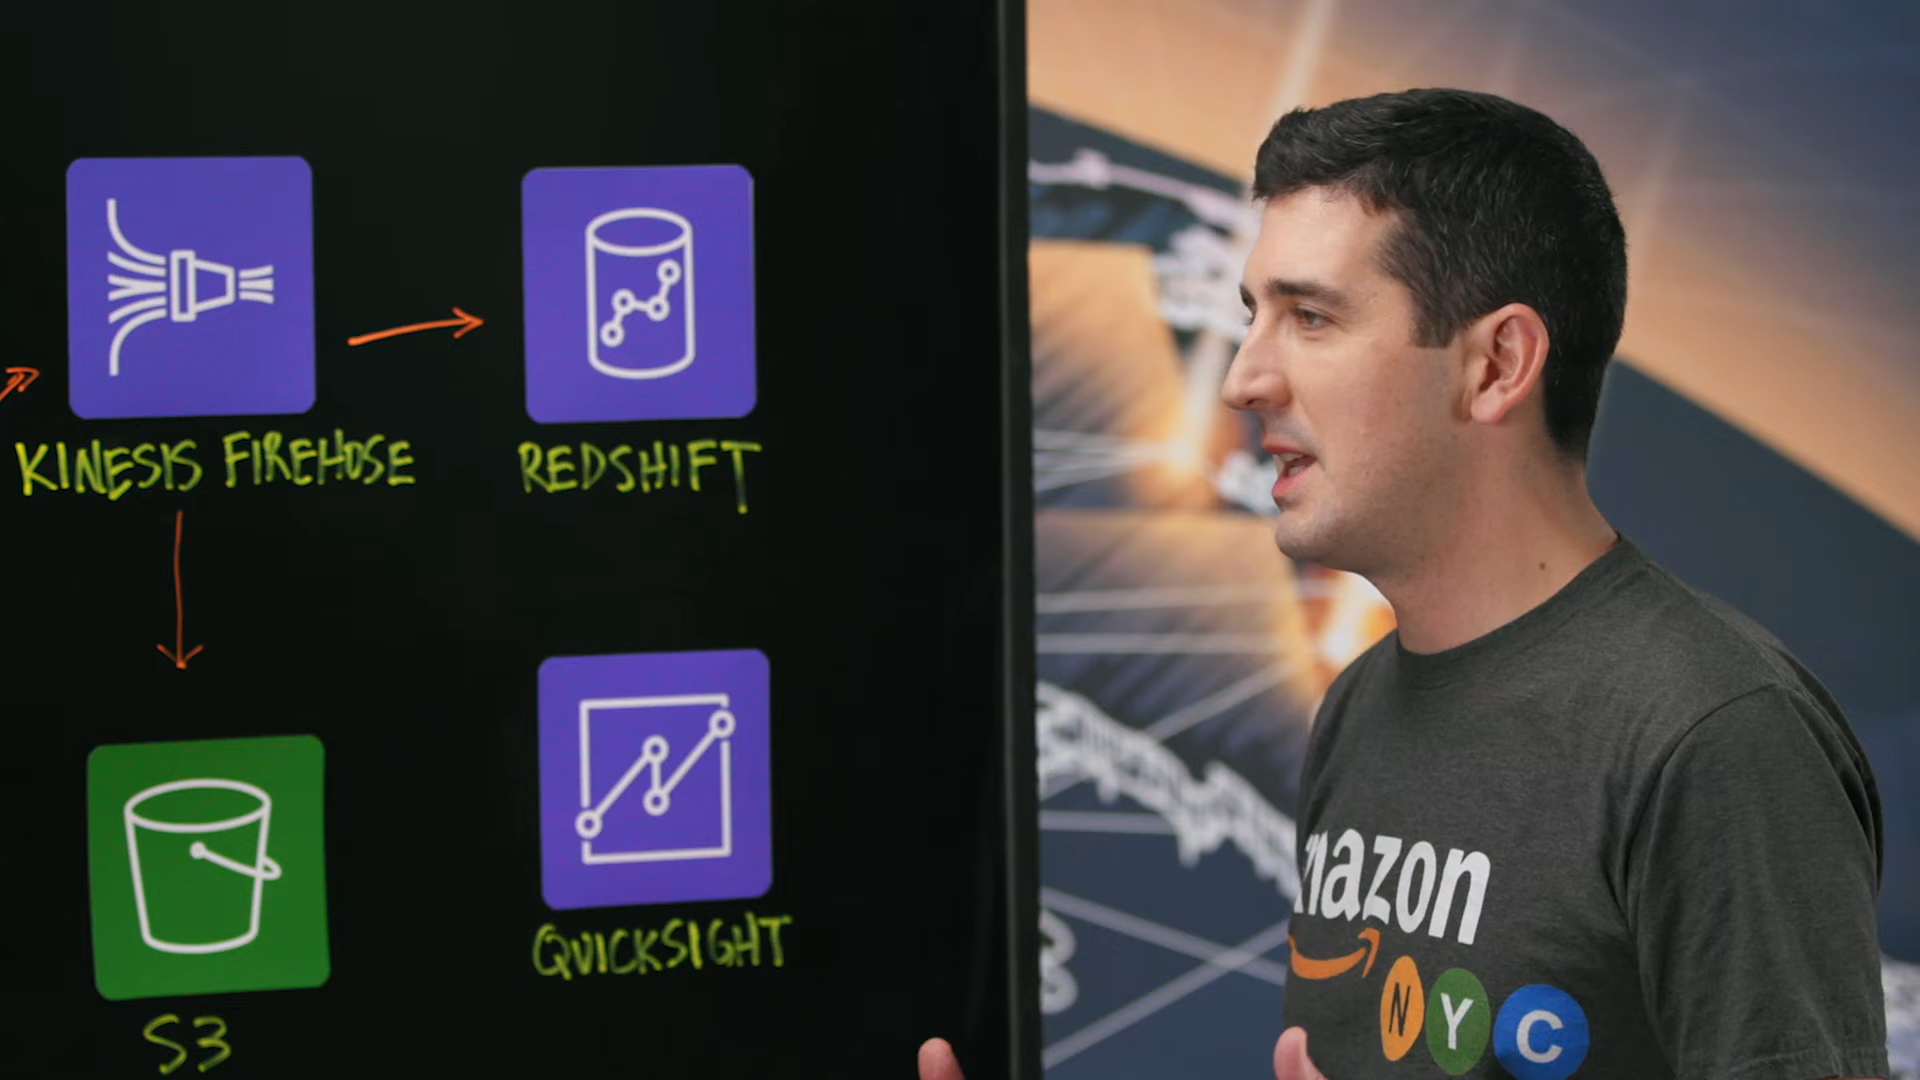 KINESIS FIREHOSE
REDSHIFT
S3
QUICKSIGHT
mazon
NYC